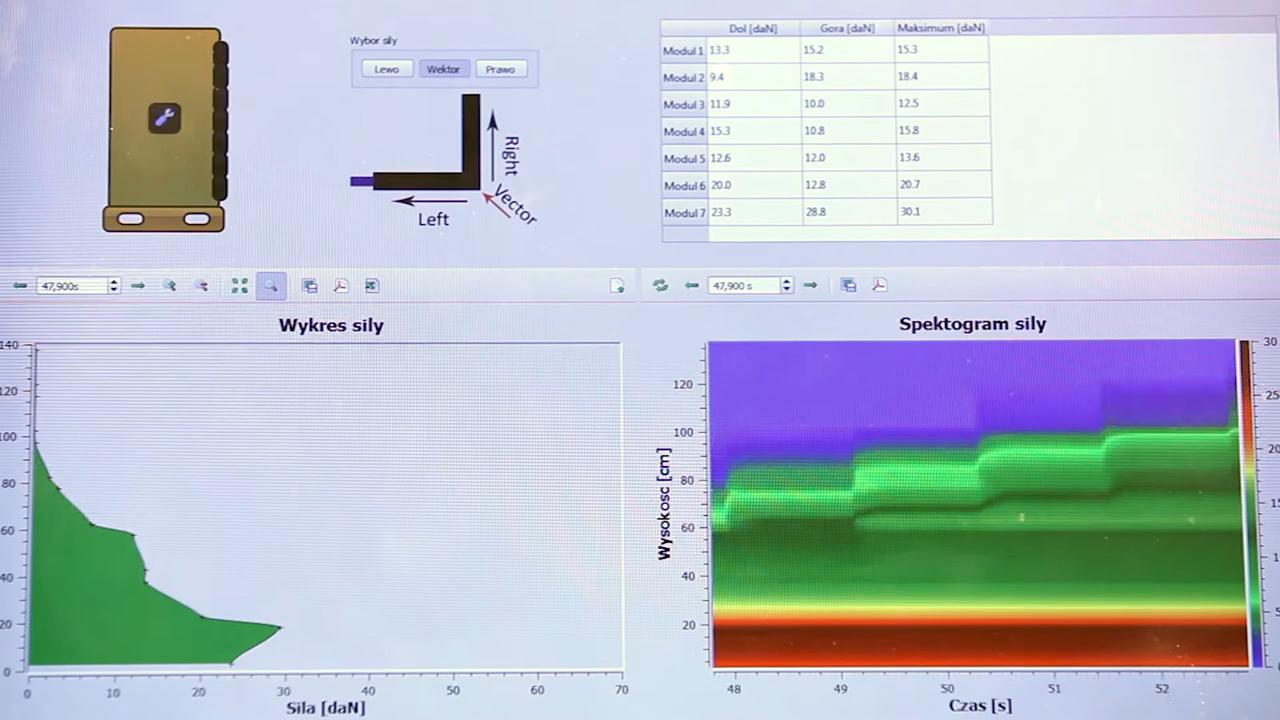 Wybor sily
Lewo Wektor Prawo
Right
Vector
Left
Dol [daN] Gora [daN] Maksimum [daN]
Modul 1 13.3 15.2 15.3
Modul 2 9.4 18.3 18.4
Modul 3 11.9 10.0 12.5
Modul 4 15.3 10.8 15.8
Modul 5 12.6 12.0 13.6
Modul 6 20.0 12.8 20.7
Modul 7 23.3 28.8 30.1
47,900s
47,900 s
Wykres sily
140
120
100
80
60
40
20
0
0 10 20 30 40 50 60 70
Sila [daN]
Spektogram sily
Wysokosc [cm]
120
100
80
60
40
20
48 49 50 51 52
Czas [s]
30
25
20
15
5